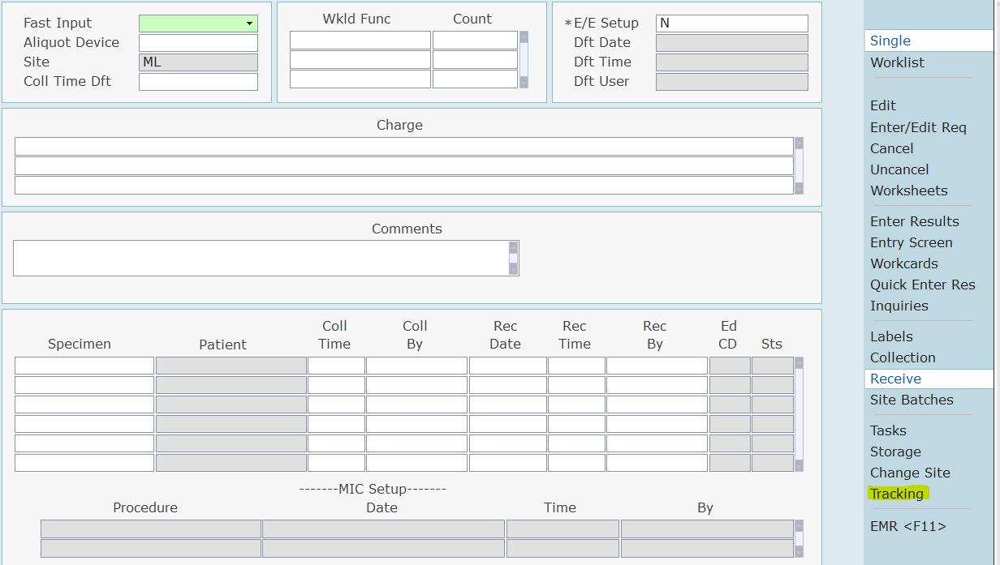 Fast Input
Aliquot Device
Site ML
Coll Time Dft
Wkld Func Count
*E/E Setup N
Dft Date
Dft Time
Dft User
Charge
Comments
Specimen Patient Coll Time Coll By Rec Date Rec Time Rec By Ed CD Sts
-------MIC Setup-------
Procedure Date Time By
Single
Worklist
Edit
Enter/Edit Req
Cancel
Uncancel
Worksheets
Enter Results
Entry Screen
Workcards
Quick Enter Res
Inquiries
Labels
Collection
Receive
Site Batches
Tasks
Storage
Change Site
Tracking
EMR <F11>